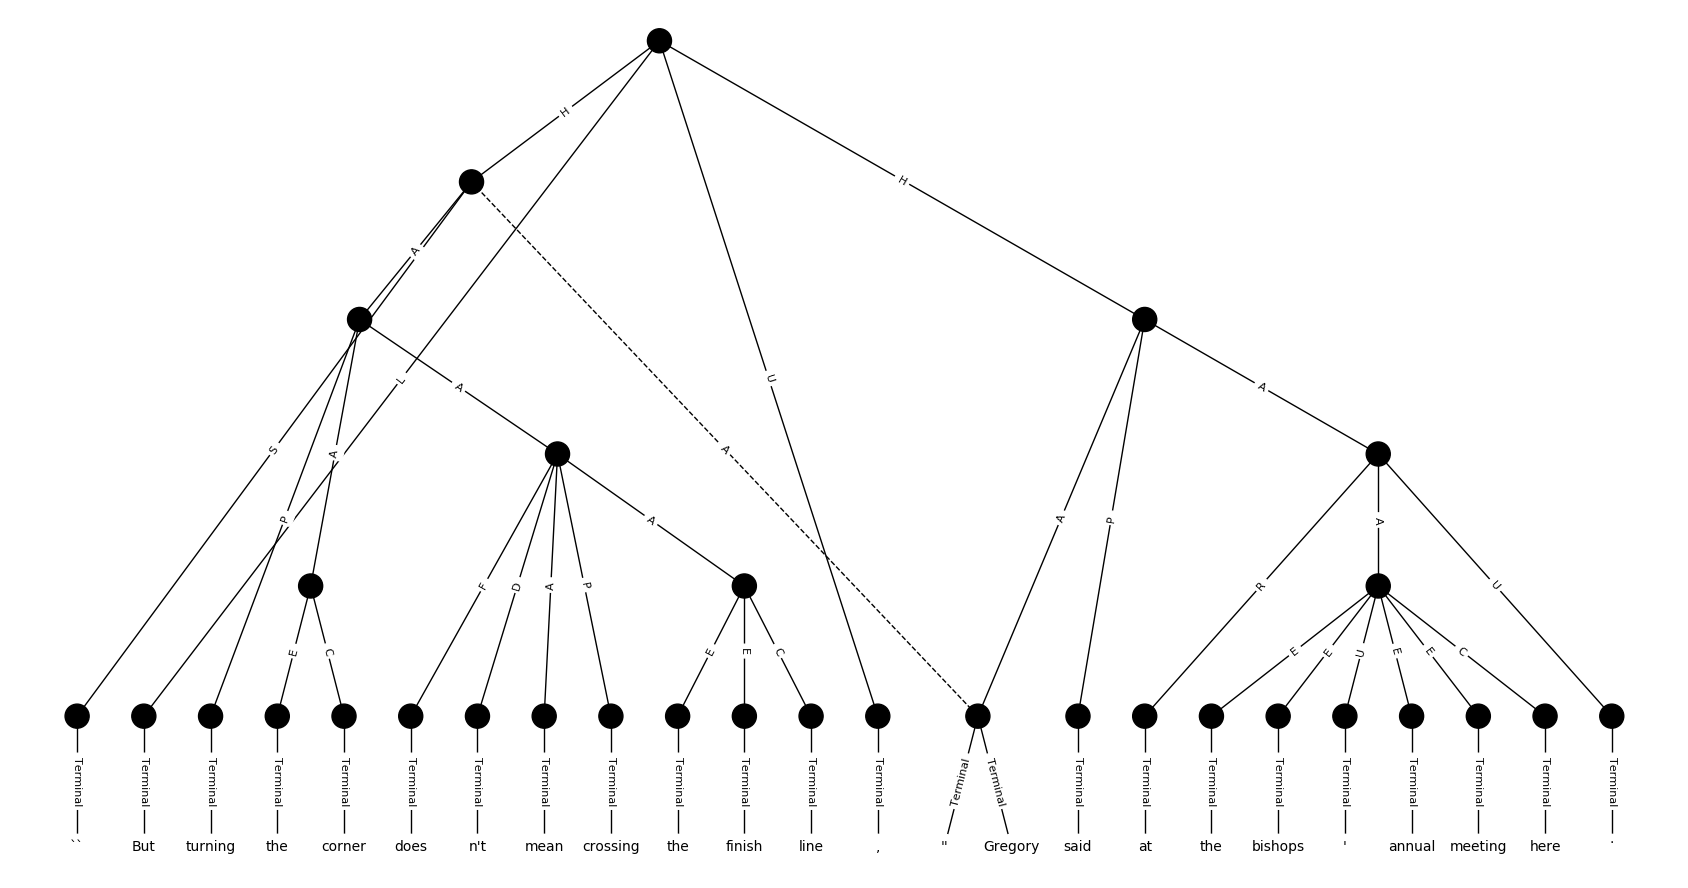 H
H
A
L
U
A
A
S
A
A
P
A
P
A
A
F
D
A
P
R
U
E
C
E
E
C
E
E
U
E
E
C
Terminal Terminal Terminal Terminal Terminal Terminal Terminal Terminal Terminal Terminal Terminal Terminal Terminal Terminal Terminal Terminal Terminal Terminal Terminal Terminal Terminal Terminal Terminal Terminal
`` But turning the corner does n't mean crossing the finish line , " Gregory said at the bishops ' annual meeting here .